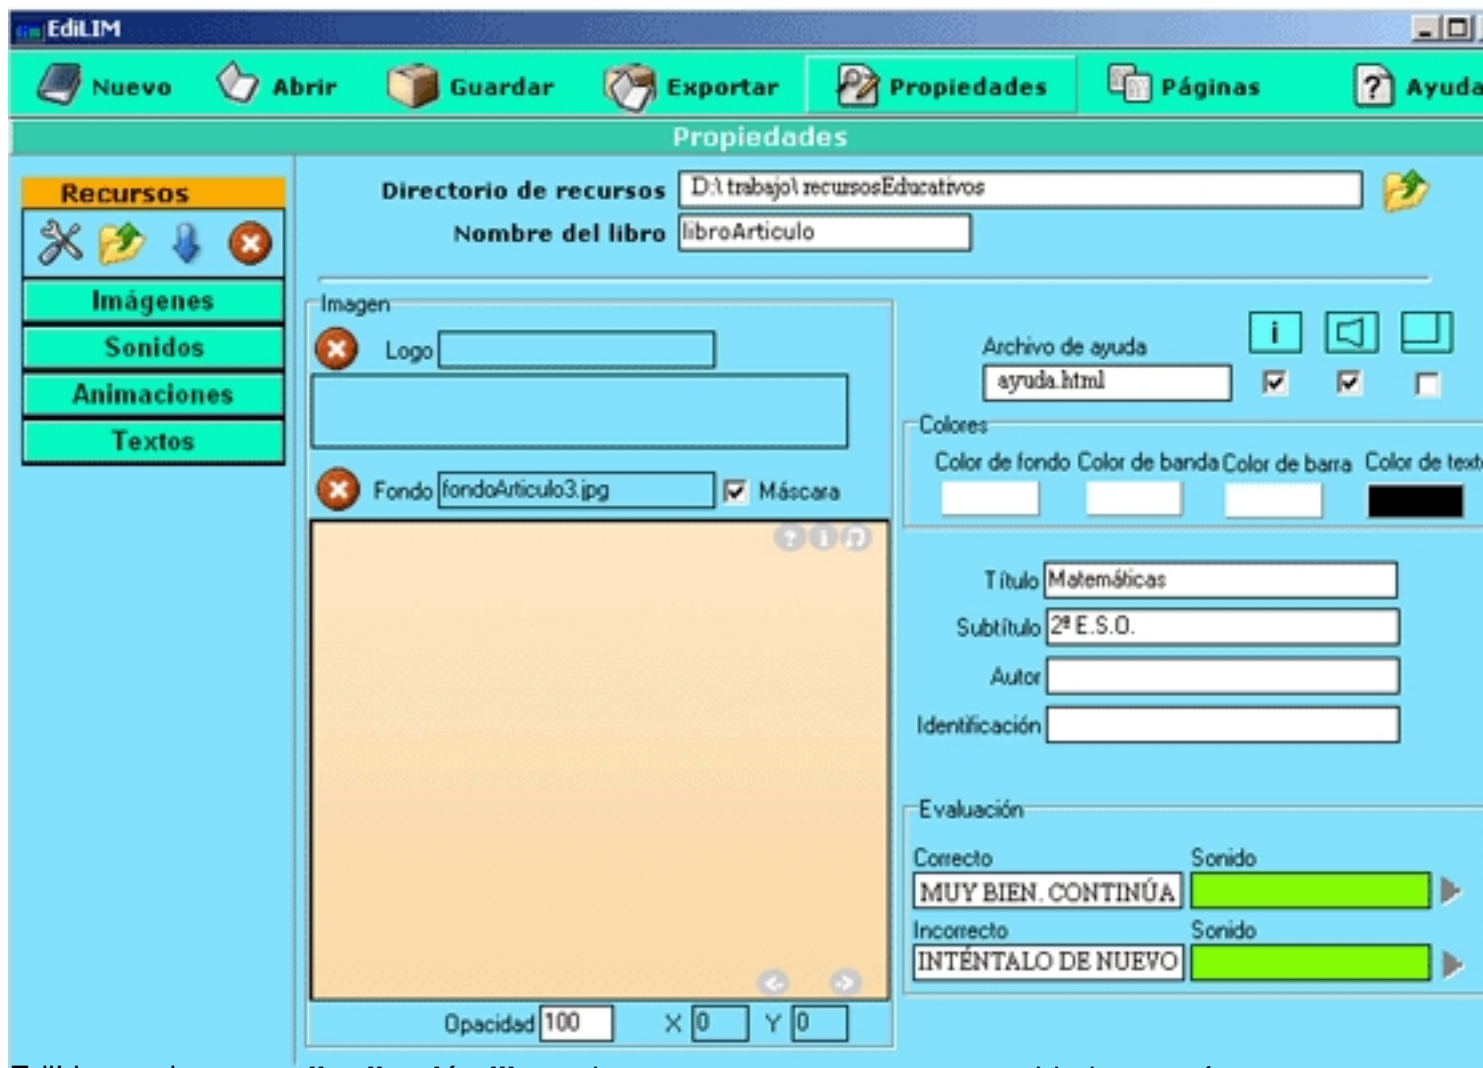 EdiLIM
Nuevo Abrir Guardar Exportar Propiedades Páginas Ayuda
Propiedades
Recursos
Imágenes
Sonidos
Animaciones
Textos
Directorio de recursos D:\ trabajo\ recursosEducativos
Nombre del libro libroArticulo
Imagen
Logo
Fondo fondoArticulo3.jpg Máscara
Opacidad 100 X 0 Y 0
Archivo de ayuda i
ayuda.html
Colores
Color de fondo Color de banda Color de barra Color de texto
Título Matemáticas
Subtítulo 2º E.S.O.
Autor
Identificación
Evaluación
Correcto Sonido
MUY BIEN. CONTINÚA
Incorrecto Sonido
INTÉNTALO DE NUEVO